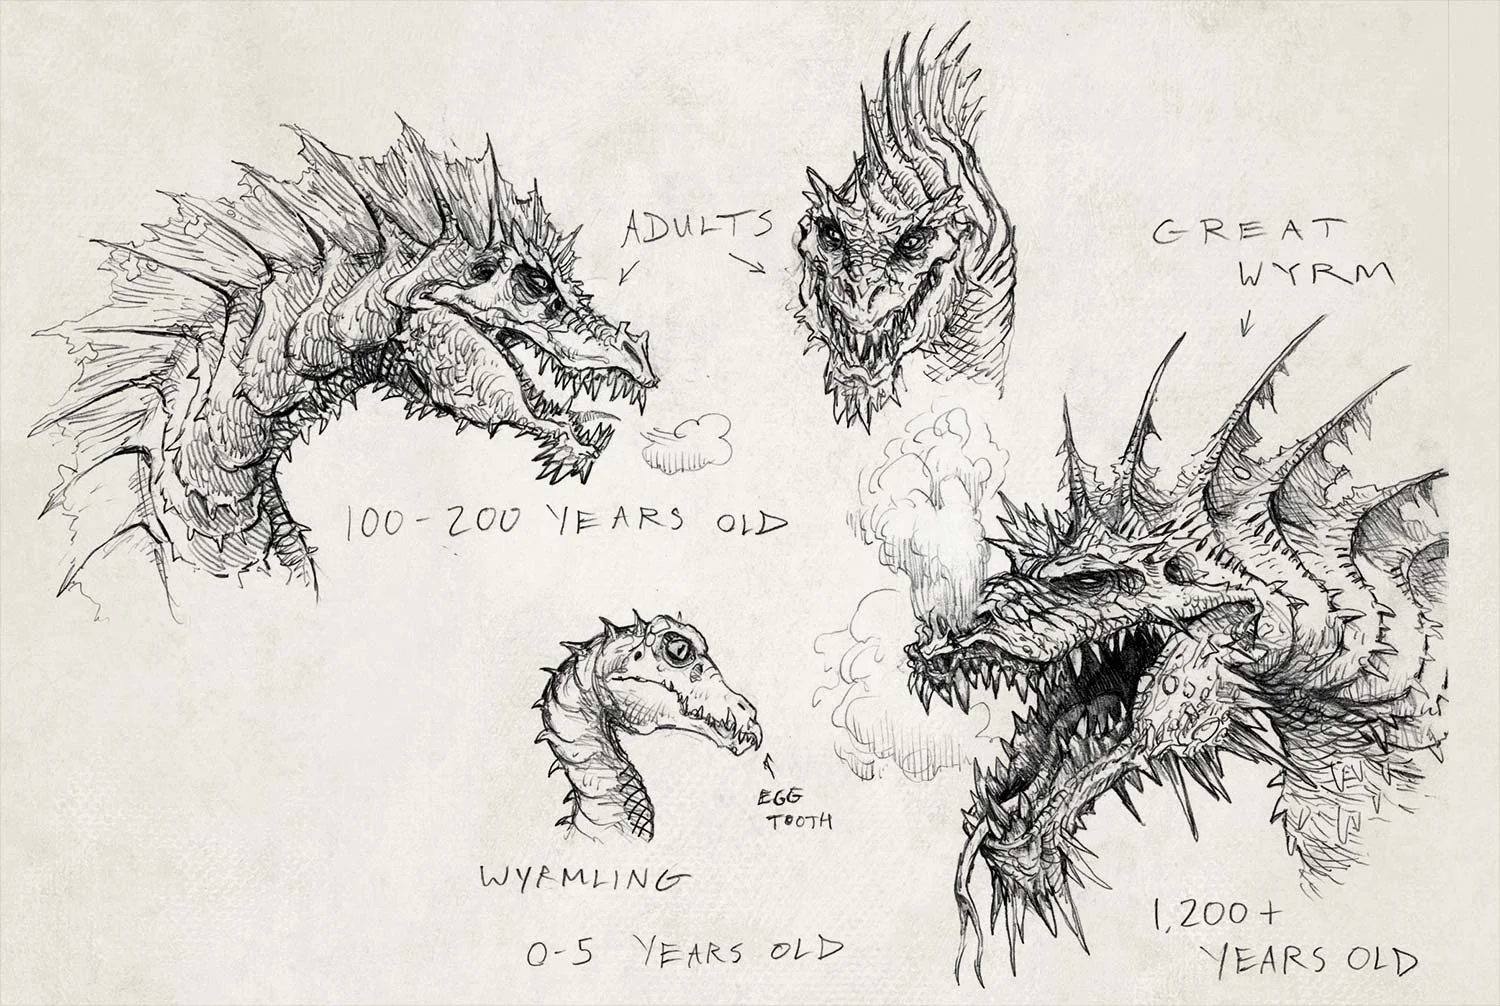 ADULTS
100-200 YEARS OLD
GREAT
WYRM
EGG
TOOTH
WYRMLING
0-5 YEARS OLD
1,200+
YEARS OLD